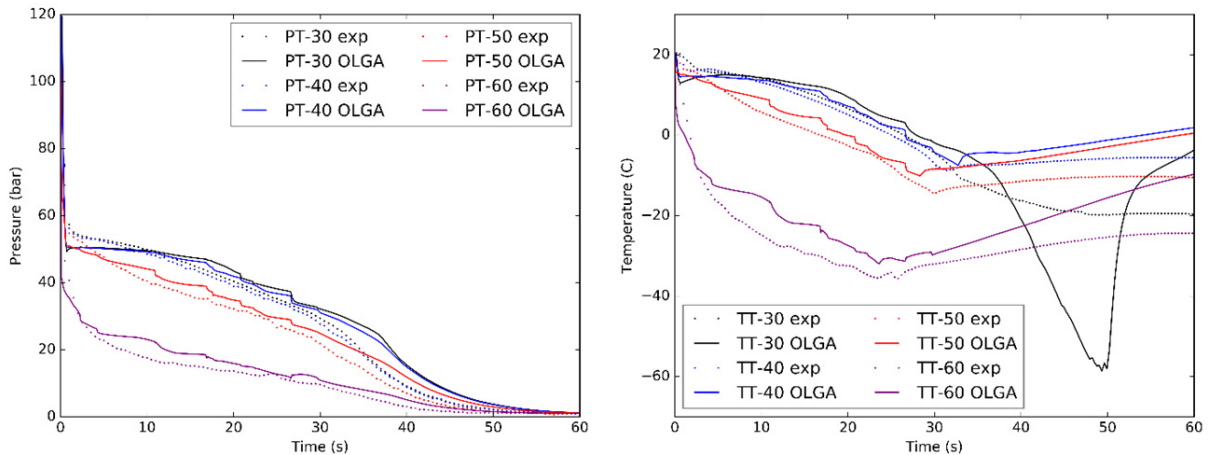 120
100
80
60
40
20
0
Pressure (bar)
PT-30 exp
PT-30 OLGA
PT-40 exp
PT-40 OLGA
PT-50 exp
PT-50 OLGA
PT-60 exp
PT-60 OLGA
0 10 20 30 40 50 60
Time (s)
20
0
−20
−40
−60
Temperature (C)
TT-30 exp
TT-30 OLGA
TT-40 exp
TT-40 OLGA
TT-50 exp
TT-50 OLGA
TT-60 exp
TT-60 OLGA
0 10 20 30 40 50 60
Time (s)